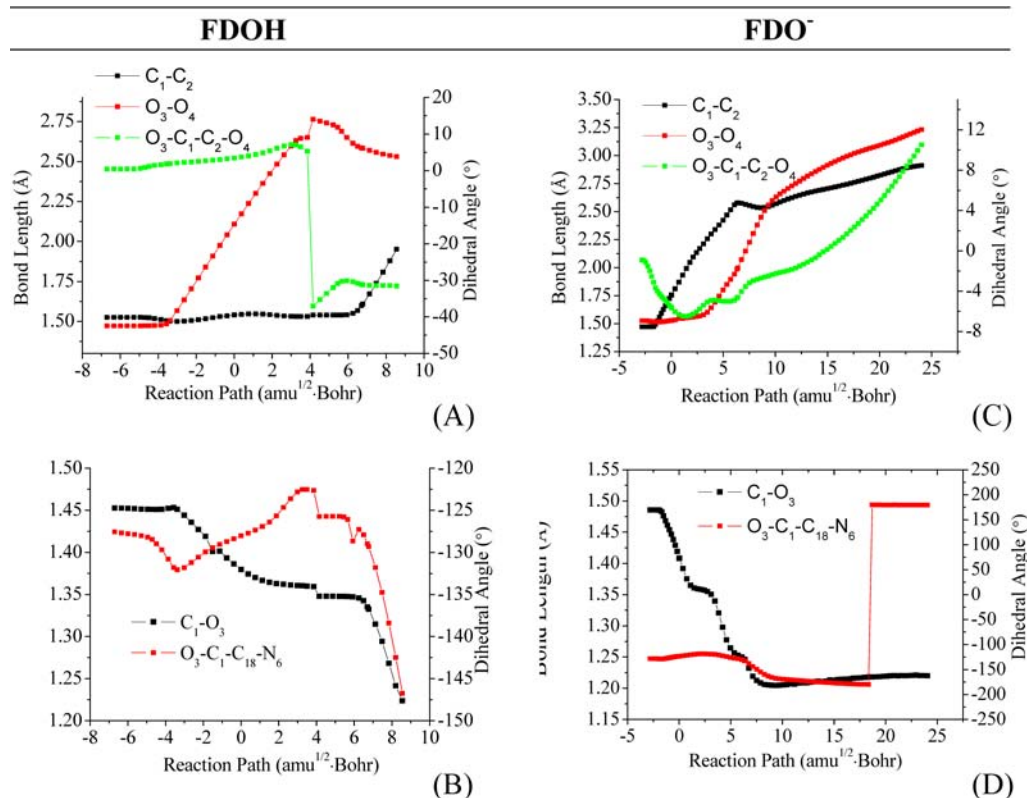 FDOH FDO⁻
C₁-C₂
O₃-O₄
O₃-C₁-C₂-O₄
2.75
2.50
2.25
2.00
1.75
1.50
Bond Length (Å)
20
10
0
-10
-20
-30
-40
-50
Dihedral Angle (°)
-8 -6 -4 -2 0 2 4 6 8 10
Reaction Path (amu¹ᐟ²·Bohr)
(A)
C₁-C₂
O₃-O₄
O₃-C₁-C₂-O₄
3.50
3.25
3.00
2.75
2.50
2.25
2.00
1.75
1.50
1.25
Bond Length (Å)
12
8
4
0
-4
-8
Dihedral Angle (°)
-5 0 5 10 15 20 25
Reaction Path (amu¹ᐟ²·Bohr)
(C)
1.50
1.45
1.40
1.35
1.30
1.25
1.20
C₁-O₃
O₃-C₁-C₁₈-N₆
-120
-125
-130
-135
-140
-145
-150
Dihedral Angle (°)
-8 -6 -4 -2 0 2 4 6 8 10
Reaction Path (amu¹ᐟ²·Bohr)
(B)
1.55
1.50
1.45
1.40
1.35
1.30
1.25
1.20
1.15
Bond Length (Å)
C₁-O₃
O₃-C₁-C₁₈-N₆
250
200
150
100
50
0
-50
-100
-150
-200
-250
Dihedral Angle (°)
-5 0 5 10 15 20 25
Reaction Path (amu¹ᐟ²·Bohr)
(D)